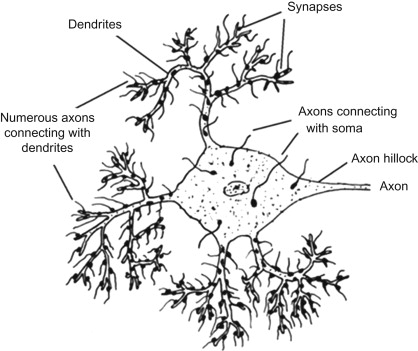 Synapses
Dendrites
Numerous axons
connecting with
dendrites
Axons connecting
with soma
Axon hillock
Axon